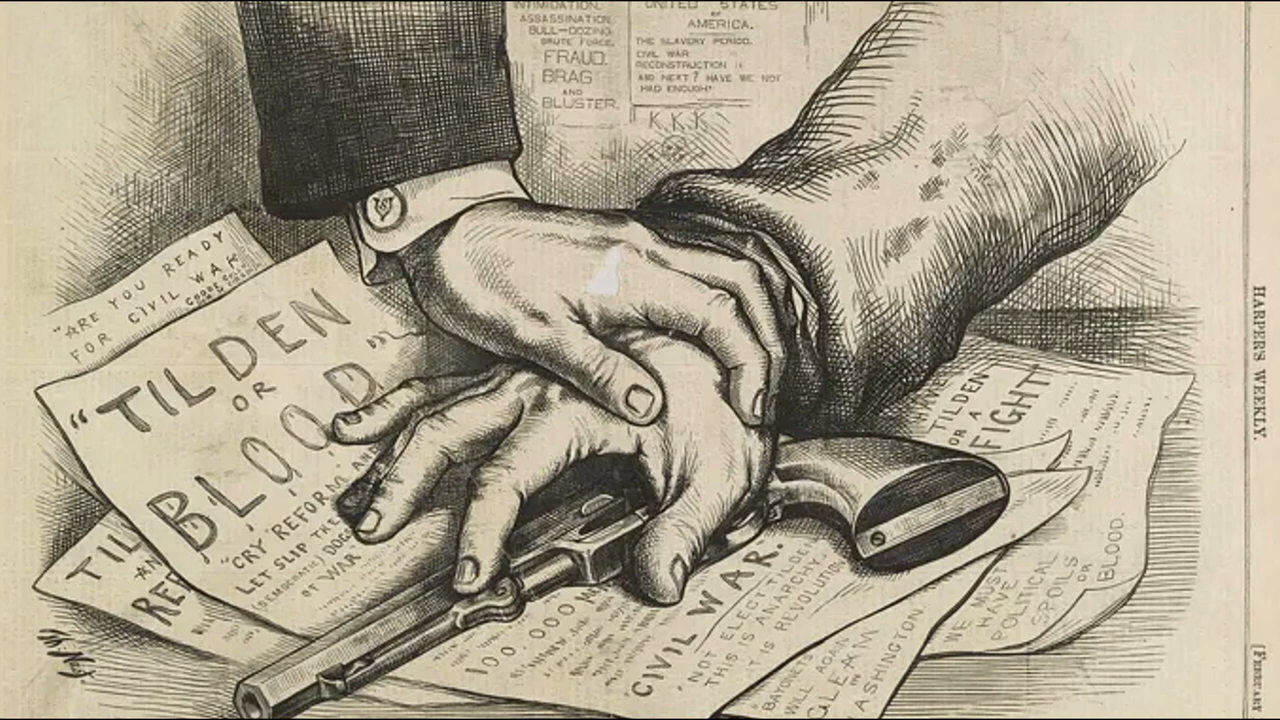 INTIMIDATION.
ASSASSINATION.
BULL-DOZING.
BRUTE FORCE.
FRAUD.
BRAG
AND
BLUSTER.
UNITED STATES
OF
AMERICA.
THE SLAVERY PERIOD.
CIVIL WAR
RECONSTRUCTION
AND NEXT? HAVE WE NOT
HAD ENOUGH?
K.K.K.
"ARE YOU READY
FOR CIVIL WAR
"TILDEN
OR
BLOOD"
"CRY REFORM" AND
LET SLIP THE
(DEMOCRATIC) DOGS
OF WAR
TIL
AN
REF
TILDEN
OR A
FIGHT"
100.000
CIVIL WAR.
NOT ELECT
THIS IS ANARCHY.
IT IS REVOLUTION
"BAYONETS
WILL AGAIN
GLEAM
IN
WASHINGTON
WE MUST
HAVE
POLITICAL
SPOILS
OR
BLOOD.
HARPER'S WEEKLY.
[FEBRUARY